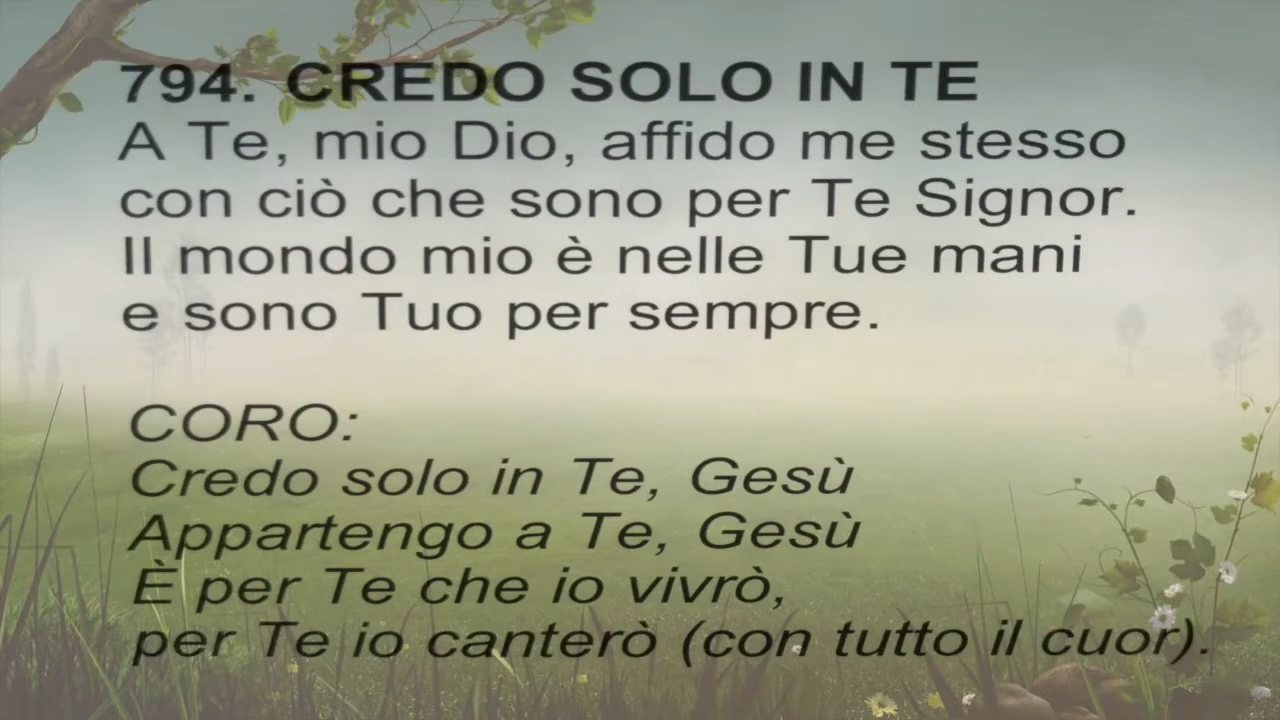 794. CREDO SOLO IN TE
A Te, mio Dio, affido me stesso
con ciò che sono per Te Signor.
Il mondo mio è nelle Tue mani
e sono Tuo per sempre.
CORO:
Credo solo in Te, Gesù
Appartengo a Te, Gesù
È per Te che io vivrò,
per Te io canterò (con tutto il cuor).